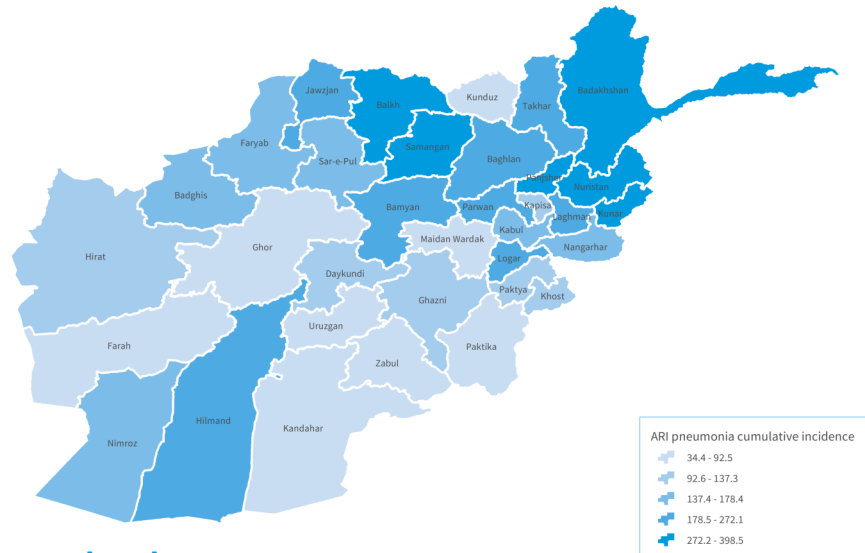 Jawzjan
Balkh
Kunduz
Takhar
Badakhshan
Faryab
Samangan
Sar-e-Pul
Baghlan
Panjsher
Nuristan
Badghis
Bamyan
Parwan
Kapisa
Laghman
Kunar
Kabul
Maidan Wardak
Nangarhar
Ghor
Hirat
Logar
Daykundi
Paktya
Khost
Ghazni
Uruzgan
Farah
Paktika
Zabul
Hilmand
Kandahar
Nimroz
ARI pneumonia cumulative incidence
34.4 - 92.5
92.6 - 137.3
137.4 - 178.4
178.5 - 272.1
272.2 - 398.5